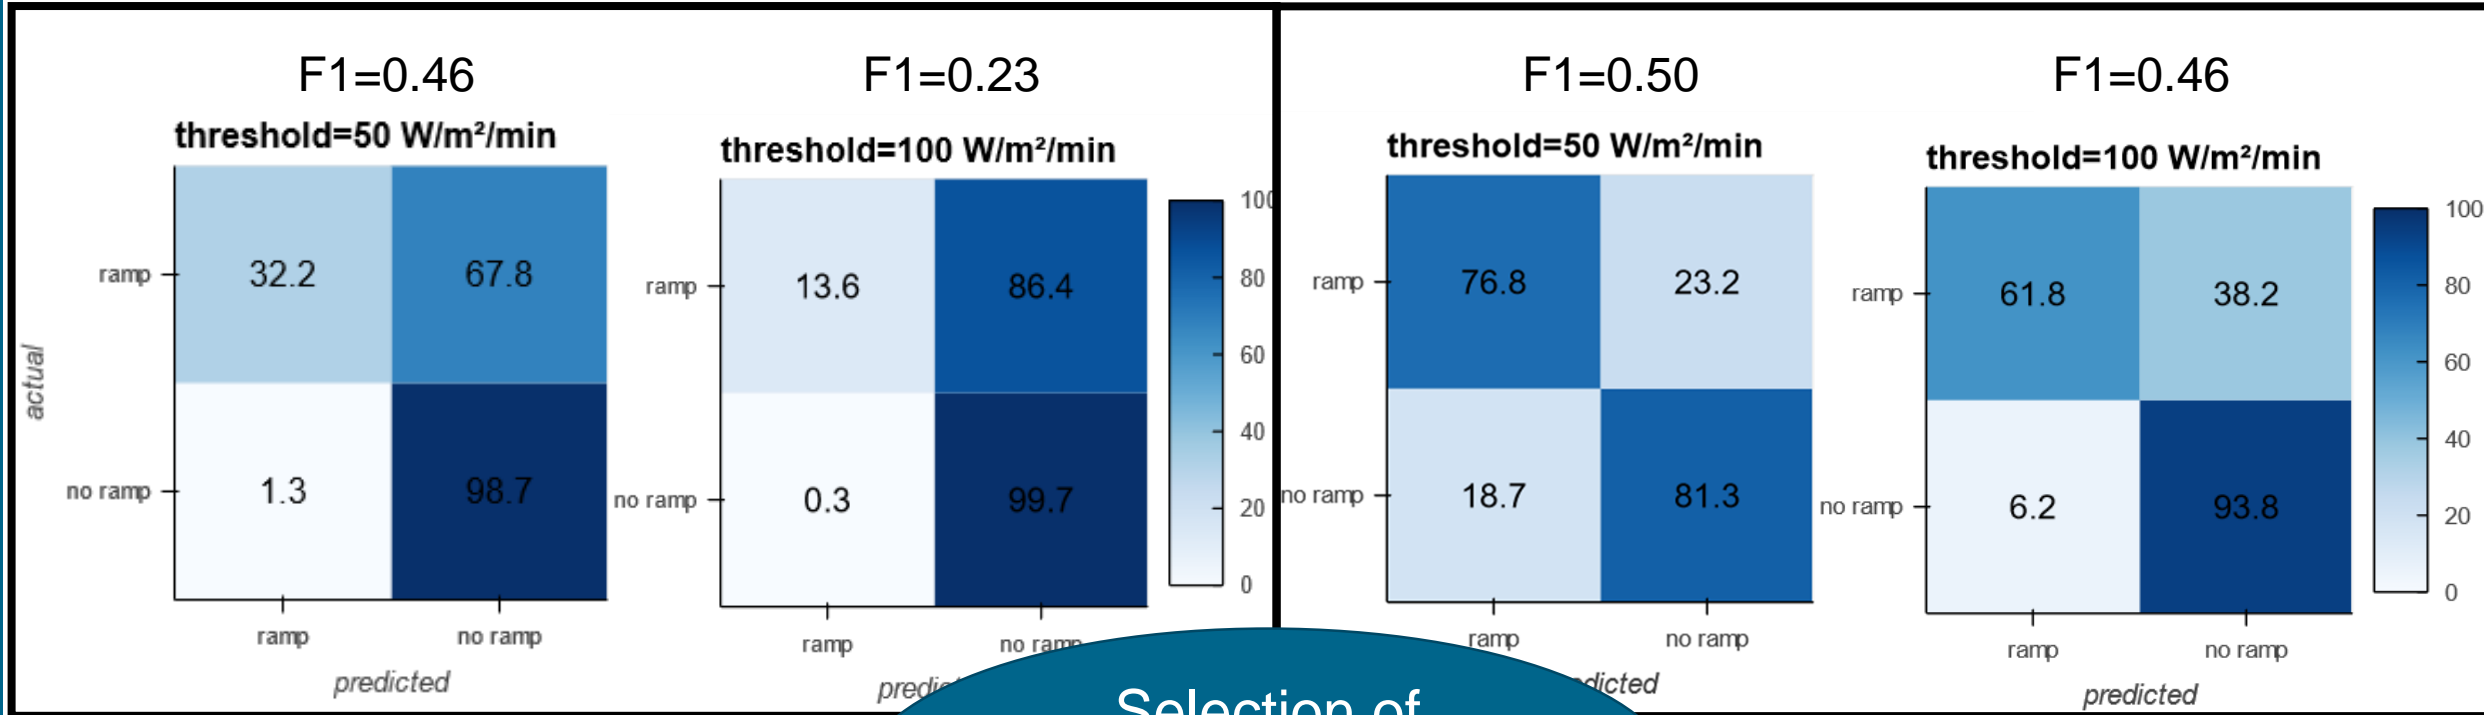 F1=0.46
threshold=50 W/m²/min
actual
ramp
32.2
67.8
no ramp
1.3
98.7
ramp
no ramp
predicted
F1=0.23
threshold=100 W/m²/min
ramp
13.6
86.4
no ramp
0.3
99.7
ramp
no ramp
100
80
60
40
20
0
F1=0.50
threshold=50 W/m²/min
ramp
76.8
23.2
no ramp
18.7
81.3
ramp
no ramp
F1=0.46
threshold=100 W/m²/min
ramp
61.8
38.2
no ramp
6.2
93.8
ramp
no ramp
predicted
100
80
60
40
20
0
Selection of